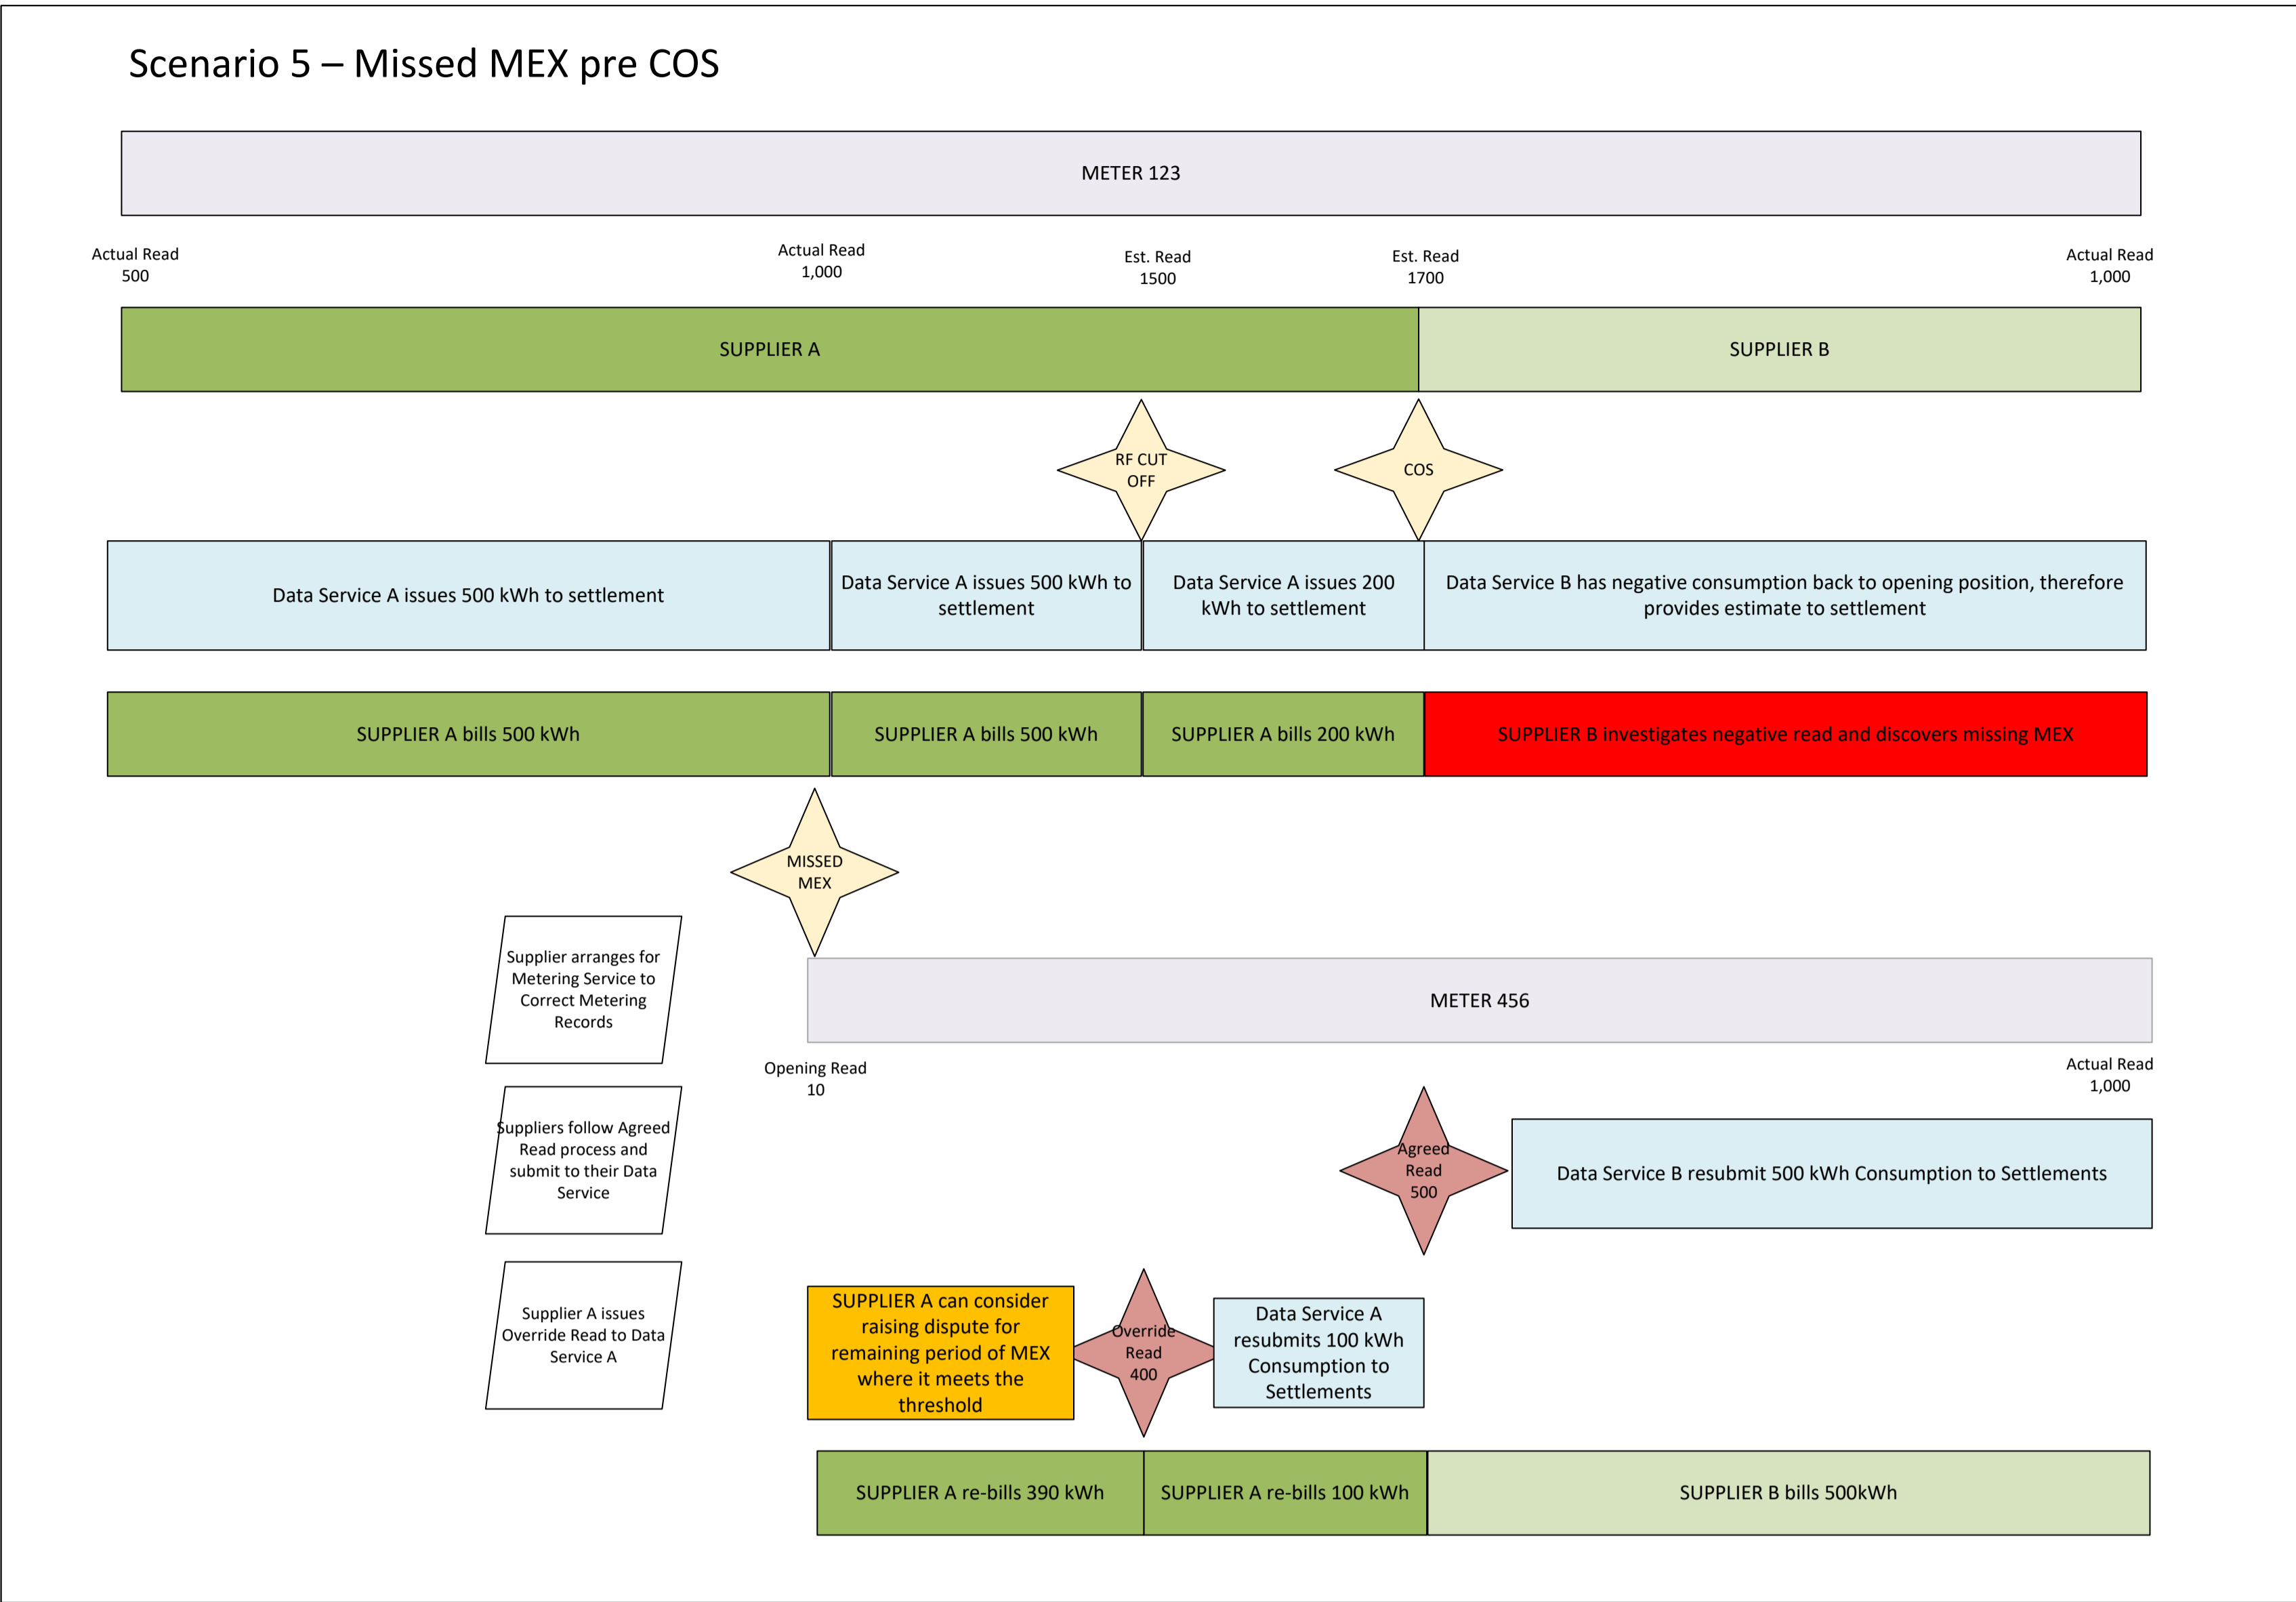 Scenario 5 – Missed MEX pre COS
METER 123
Actual Read
500
Actual Read
1,000
Est. Read
1500
Est. Read
1700
Actual Read
1,000
SUPPLIER A
SUPPLIER B
RF CUT
OFF
COS
Data Service A issues 500 kWh to settlement
Data Service A issues 500 kWh to
settlement
Data Service A issues 200
kWh to settlement
Data Service B has negative consumption back to opening position, therefore
provides estimate to settlement
SUPPLIER A bills 500 kWh
SUPPLIER A bills 500 kWh
SUPPLIER A bills 200 kWh
SUPPLIER B investigates negative read and discovers missing MEX
MISSED
MEX
Supplier arranges for
Metering Service to
Correct Metering
Records
METER 456
Opening Read
10
Actual Read
1,000
Suppliers follow Agreed
Read process and
submit to their Data
Service
Agreed
Read
500
Data Service B resubmit 500 kWh Consumption to Settlements
Supplier A issues
Override Read to Data
Service A
SUPPLIER A can consider
raising dispute for
remaining period of MEX
where it meets the
threshold
Override
Read
400
Data Service A
resubmits 100 kWh
Consumption to
Settlements
SUPPLIER A re-bills 390 kWh
SUPPLIER A re-bills 100 kWh
SUPPLIER B bills 500kWh